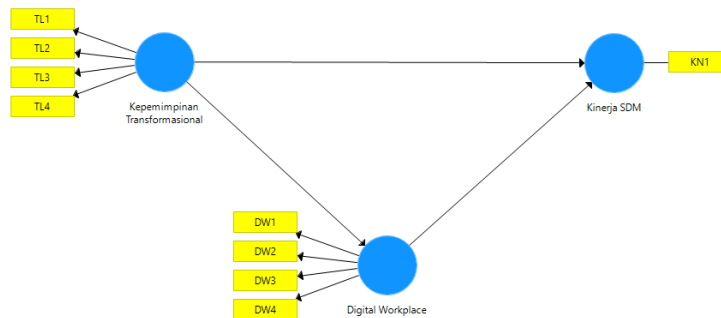 TL1
TL2
TL3
TL4
Kepemimpinan
Transformasional
KN1
Kinerja SDM
DW1
DW2
DW3
DW4
Digital Workplace